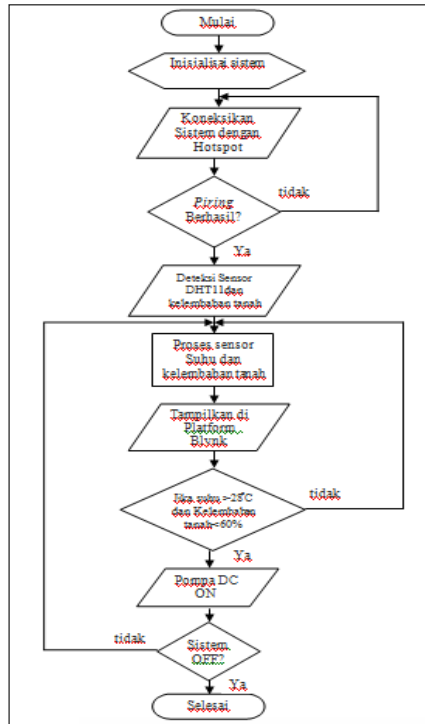 Mulai
Inisialisai sistem
Koneksikan
Sistem dengan
Hotspot
tidak
Piring
Berhasil?
Ya
Deteksi Sensor
DHT11dan
kelembaban tanah
Proses sensor
Suhu dan
kelembaban tanah
Tampilkan di
Platform
Blynk
Jika suhu >28°C
dan Kelembaban
tanah<60%
tidak
Ya
Pompa DC
ON
tidak
Sistem
OFF?
Ya
Selesai